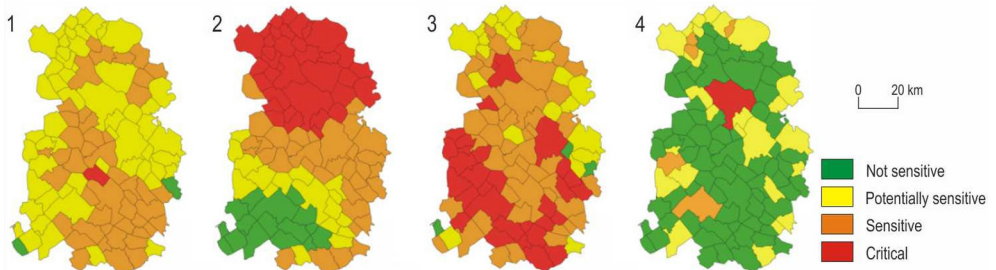 1 2 3 4
0 20 km
Not sensitive
Potentially sensitive
Sensitive
Critical